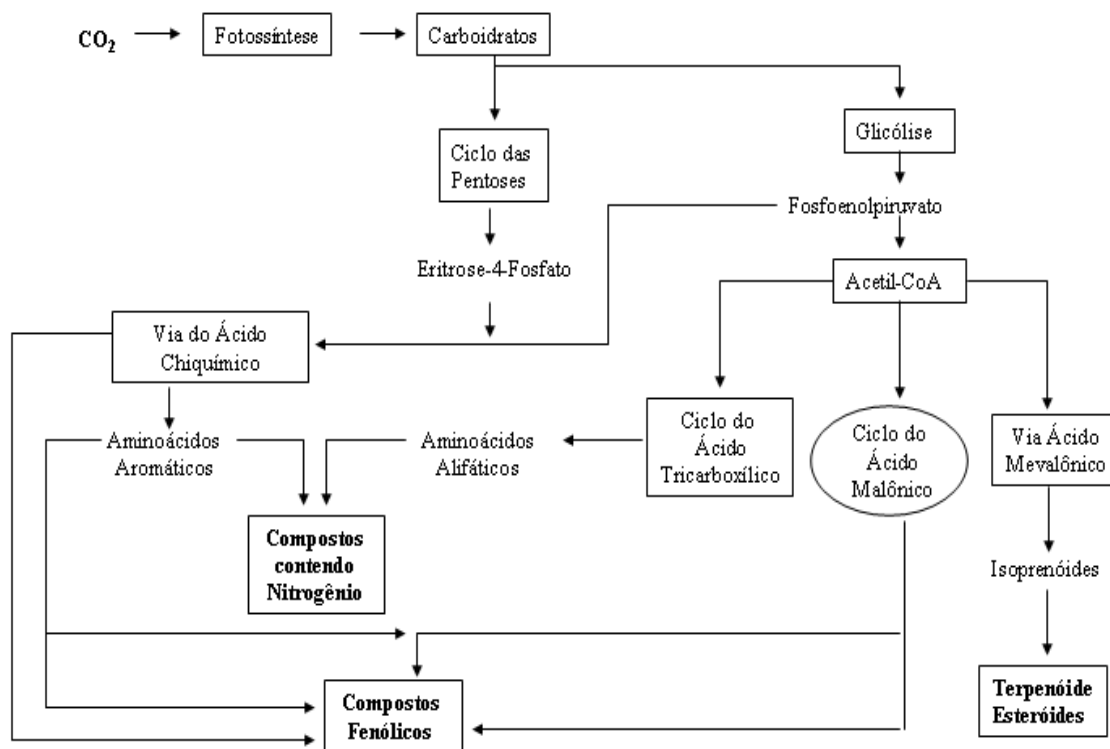 CO₂
Fotossíntese
Carboidratos
Glicólise
Ciclo das
Pentoses
Fosfoenolpiruvato
Eritrose-4-Fosfato
Acetil-CoA
Via do Ácido
Chiquímico
Aminoácidos
Aromáticos
Aminoácidos
Alifáticos
Ciclo do
Ácido
Tricarboxílico
Ciclo do
Ácido
Malônico
Via Ácido
Mevalônico
Compostos
contendo
Nitrogênio
Isoprenóides
Compostos
Fenólicos
Terpenóide
Esteróides